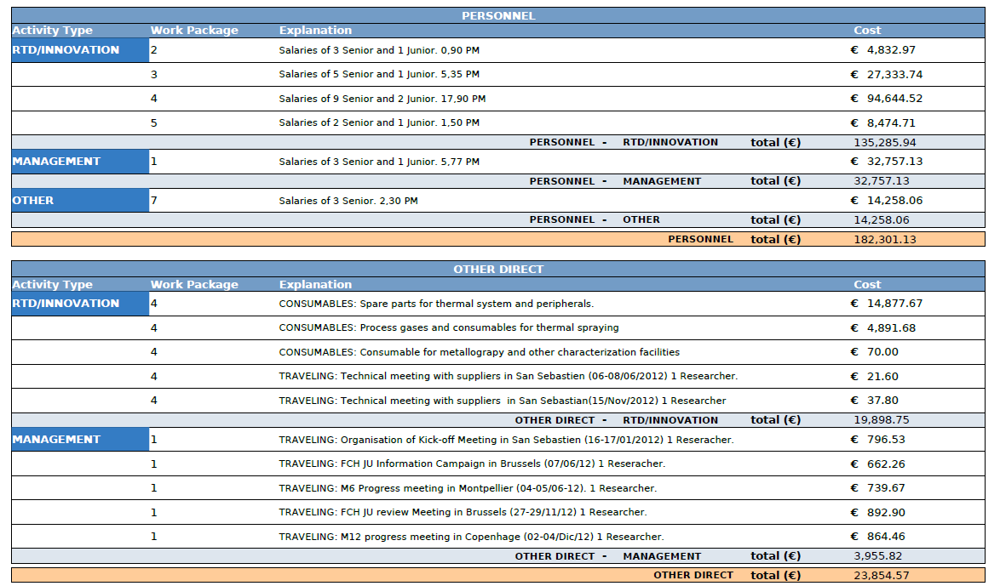 PERSONNEL
Activity Type Work Package Explanation Cost
RTD/INNOVATION 2 Salaries of 3 Senior and 1 Junior. 0,90 PM € 4,832.97
3 Salaries of 5 Senior and 1 Junior. 5,35 PM € 27,333.74
4 Salaries of 9 Senior and 2 Junior. 17,90 PM € 94,644.52
5 Salaries of 2 Senior and 1 Junior. 1,50 PM € 8,474.71
PERSONNEL - RTD/INNOVATION total (€) 135,285.94
MANAGEMENT 1 Salaries of 3 Senior and 1 Junior. 5,77 PM € 32,757.13
PERSONNEL - MANAGEMENT total (€) 32,757.13
OTHER 7 Salaries of 3 Senior. 2,30 PM € 14,258.06
PERSONNEL - OTHER total (€) 14,258.06
PERSONNEL total (€) 182,301.13
OTHER DIRECT
Activity Type Work Package Explanation Cost
RTD/INNOVATION 4 CONSUMABLES: Spare parts for thermal system and peripherals. € 14,877.67
4 CONSUMABLES: Process gases and consumables for thermal spraying € 4,891.68
4 CONSUMABLES: Consumable for metallograpy and other characterization facilities € 70.00
4 TRAVELING: Technical meeting with suppliers in San Sebastien (06-08/06/2012) 1 Researcher. € 21.60
4 TRAVELING: Technical meeting with suppliers in San Sebastian(15/Nov/2012) 1 Researcher € 37.80
OTHER DIRECT - RTD/INNOVATION total (€) 19,898.75
MANAGEMENT 1 TRAVELING: Organisation of Kick-off Meeting in San Sebastien (16-17/01/2012) 1 Reseracher. € 796.53
1 TRAVELING: FCH JU Information Campaign in Brussels (07/06/12) 1 Reseracher. € 662.26
1 TRAVELING: M6 Progress meeting in Montpellier (04-05/06-12). 1 Researcher. € 739.67
1 TRAVELING: FCH JU review Meeting in Brussels (27-29/11/12) 1 Researcher. € 892.90
1 TRAVELING: M12 progress meeting in Copenhage (02-04/Dic/12) 1 Researcher. € 864.46
OTHER DIRECT - MANAGEMENT total (€) 3,955.82
OTHER DIRECT total (€) 23,854.57